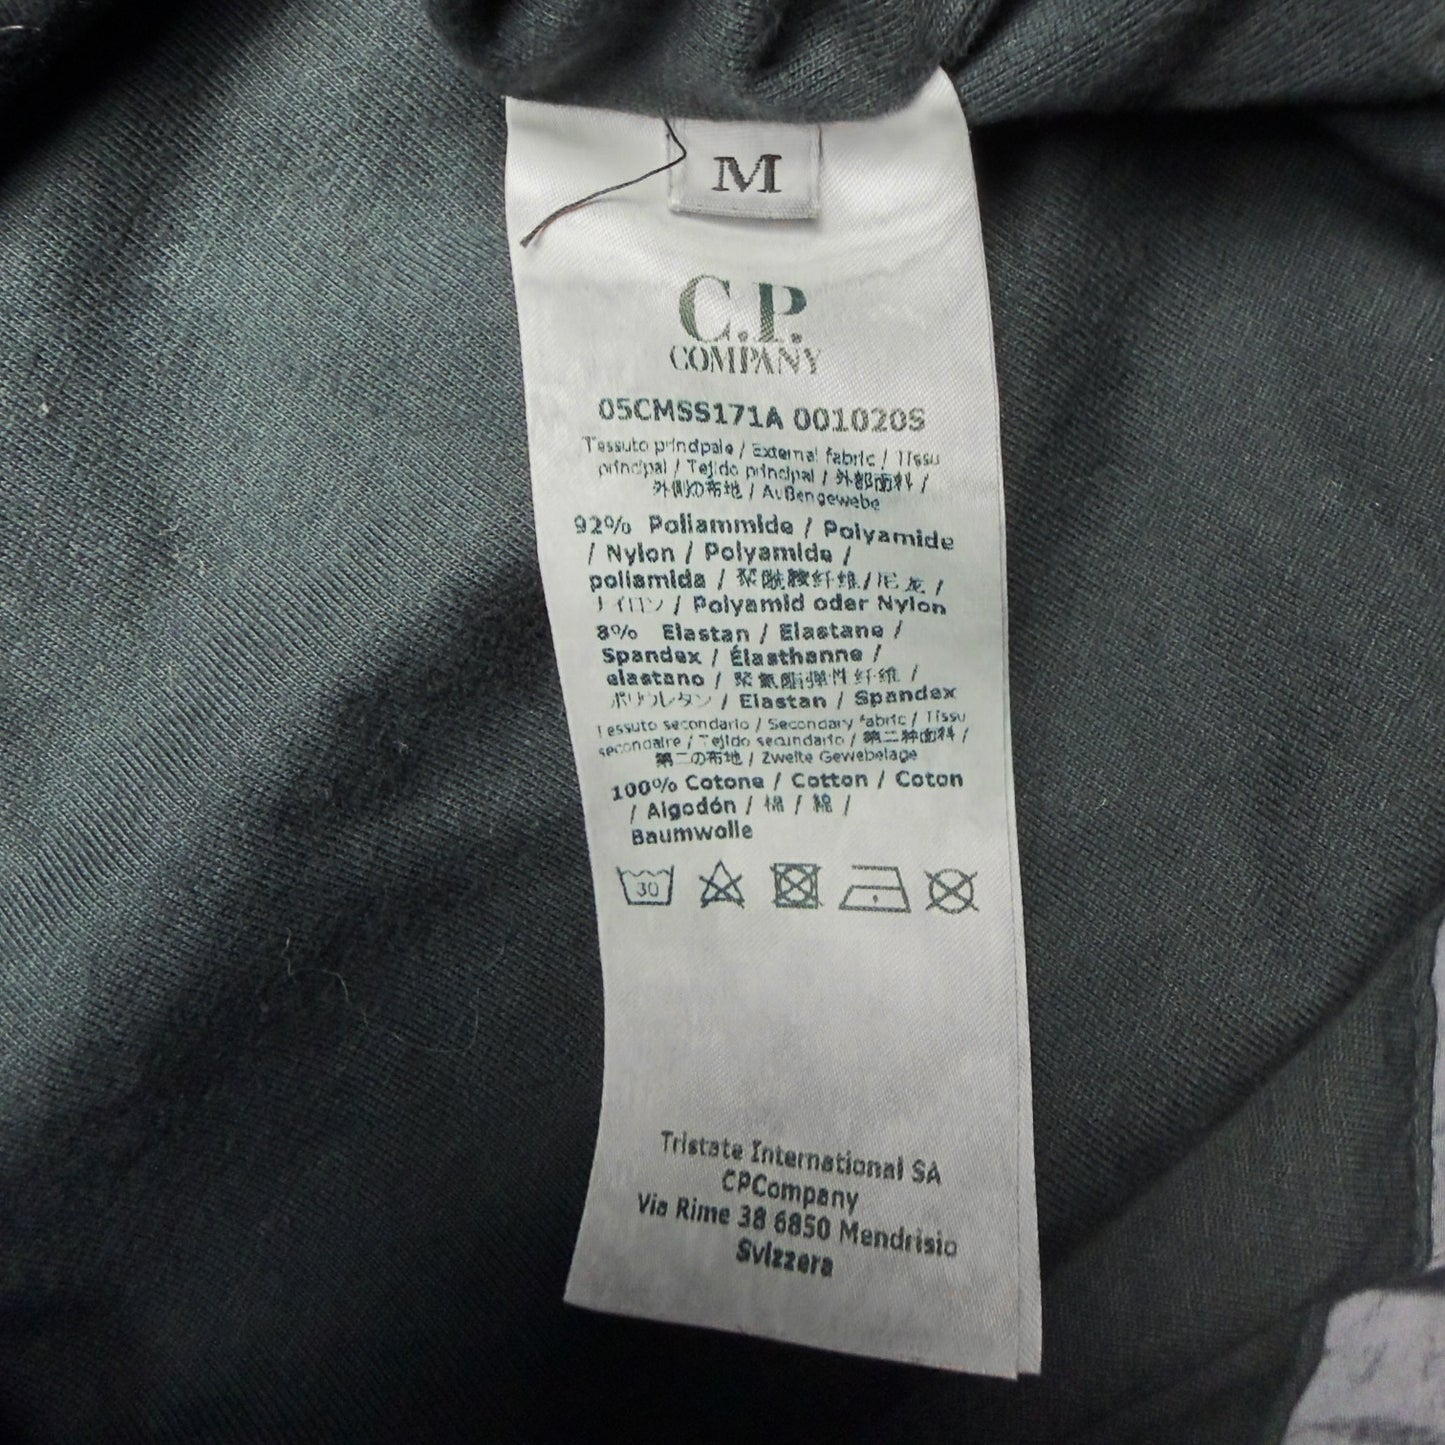 M
C.P.
COMPANY
05CMSS171A 001020S
Tessuto principale / External fabric / Tissu
principal / Tejido principal / 外部面料 /
外側の布地 / Außengewebe
92% Poliammide / Polyamide
/ Nylon / Polyamide /
poliamida / 聚酰胺纤维/尼龙 /
ナイロン / Polyamid oder Nylon
8% Elastan / Elastane /
Spandex / Élasthanne /
elastano / 聚氨酯弹性纤维 /
ポリウレタン / Elastan / Spandex
Tessuto secondario / Secondary fabric / Tissu
secondaire / Tejido secundario / 第二种面料 /
第二の布地 / Zweite Gewebelage
100% Cotone / Cotton / Coton
/ Algodón / 棉 / 綿 /
Baumwolle
30
Tristate International SA
CPCompany
Via Rime 38 6850 Mendrisio
Svizzera